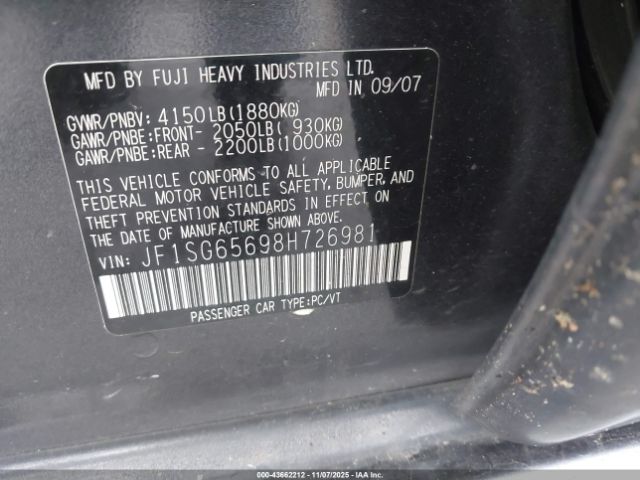 MFD BY FUJI HEAVY INDUSTRIES LTD.
MFD IN 09/07
GVWR/PNBV: 4150LB(1880KG)
GAWR/PNBE:FRONT- 2050LB( 930KG)
GAWR/PNBE:REAR - 2200LB(1000KG)
THIS VEHICLE CONFORMS TO ALL APPLICABLE
FEDERAL MOTOR VEHICLE SAFETY, BUMPER, AND
THEFT PREVENTION STANDARDS IN EFFECT ON
THE DATE OF MANUFACTURE SHOWN ABOVE.
VIN: JF1SG65698H726981
PASSENGER CAR TYPE:PC/VT
000-43662212 - 11/07/2025 - IAAI.com